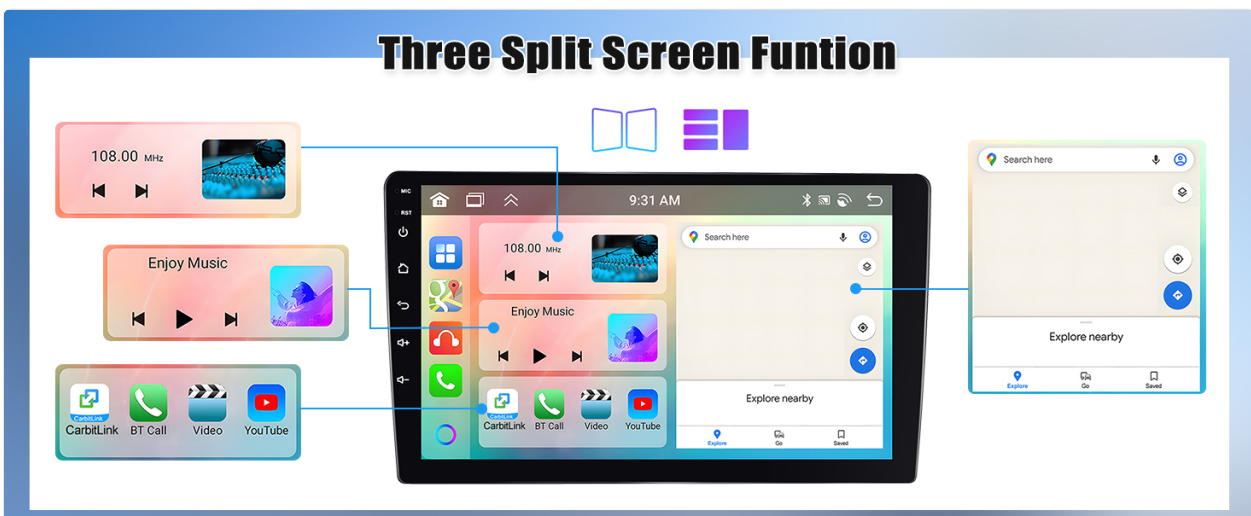 Three Split Screen Funtion
108.00 MHz
Enjoy Music
CarbitLink
CarbitLink BT Call Video YouTube
MIC
RST
9:31 AM
108.00 MHz
Enjoy Music
CarbitLink
CarbitLink BT Call Video YouTube
Search here
Explore nearby
Explore Go Saved
Search here
Explore nearby
Explore Go Saved